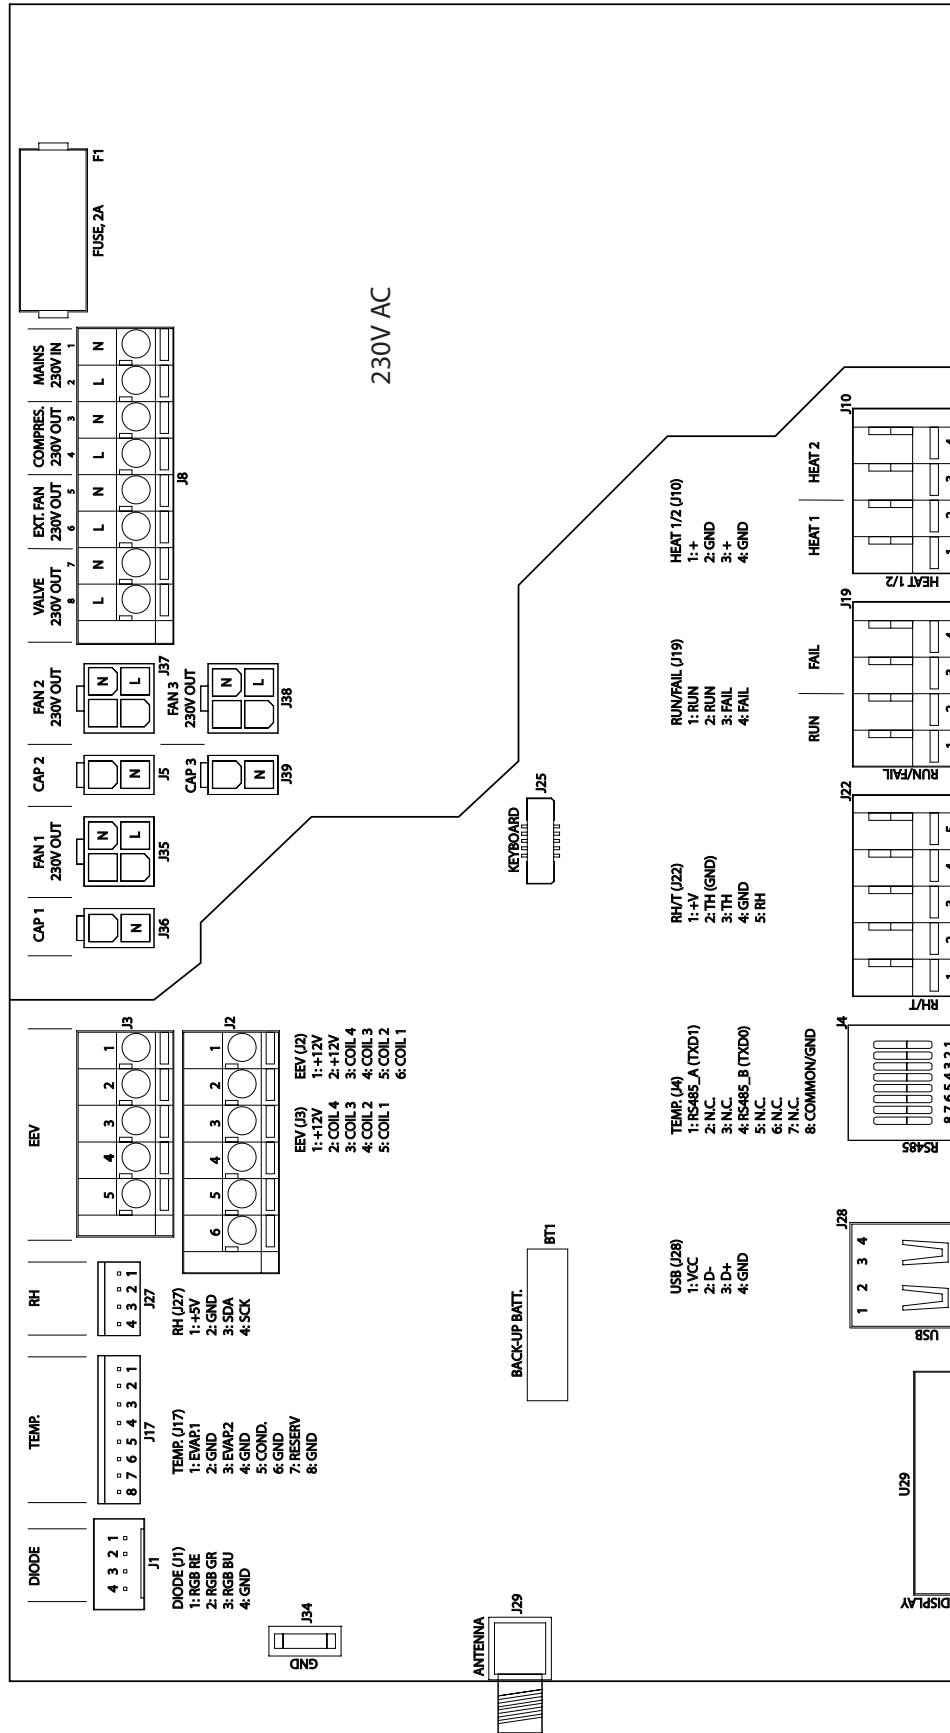 DIODE
TEMP.
RH
EEV
CAP 1
FAN 1
230V OUT
CAP 2
FAN 2
230V OUT
VALVE
230V OUT
EXT. FAN
230V OUT
COMPRES.
230V OUT
MAINS
230V IN
8 7 6 5 4 3 2 1
L N L N L N L N
J8
FUSE, 2A
F1
4 3 2 1
J1
8 7 6 5 4 3 2 1
J17
4 3 2 1
J27
5 4 3 2 1
J3
6 5 4 3 2 1
J2
N
J36
N
L
J35
N
J5
N
L
J37
CAP 3
N
J39
FAN 3
230V OUT
N
L
J38
DIODE (J1)
1: RGB RE
2: RGB GR
3: RGB BU
4: GND
TEMP. (J17)
1: EVAP.1
2: GND
3: EVAP.2
4: GND
5: COND.
6: GND
7: RESERV
8: GND
RH (J27)
1: +5V
2: GND
3: SDA
4: SCK
EEV (J3)
1: +12V
2: COIL 4
3: COIL 3
4: COIL 2
5: COIL 1
EEV (J2)
1: +12V
2: +12V
3: COIL 4
4: COIL 3
5: COIL 2
6: COIL 1
230V AC
GND
J34
ANTENNA
J29
BACK-UP BATT.
BT1
KEYBOARD
J25
USB (J28)
1: VCC
2: D-
3: D+
4: GND
TEMP. (J4)
1: RS485_A (TXD1)
2: N.C.
3: N.C.
4: RS485_B (TXD0)
5: N.C.
6: N.C.
7: N.C.
8: COMMON/GND
RH/T (J22)
1: +V
2: TH (GND)
3: TH
4: GND
5: RH
RUN/FAIL (J19)
1: RUN
2: RUN
3: FAIL
4: FAIL
HEAT 1/2 (J10)
1: +
2: GND
3: +
4: GND
RUN
FAIL
HEAT 1
HEAT 2
U29
DISPLAY
J28
1 2 3 4
USB
J4
8 7 6 5 4 3 2 1
RS485
J22
1 2 3 4 5
RH/T
J19
1 2 3 4
RUN/FAIL
J10
1 2 3 4
HEAT 1/2